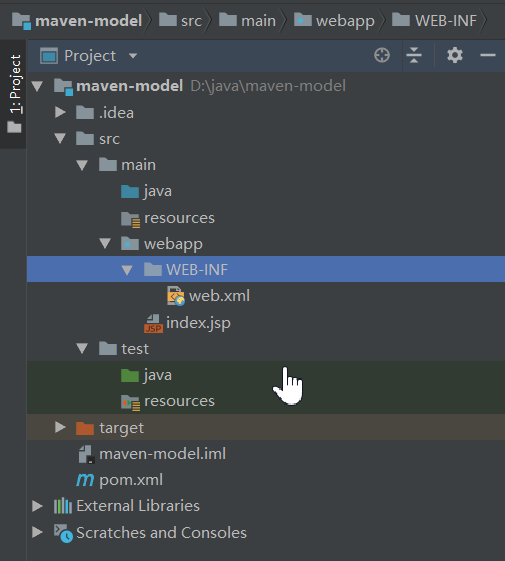 maven-model src main webapp WEB-INF
1: Project
Project
maven-model D:\java\maven-model
.idea
src
main
java
resources
webapp
WEB-INF
web.xml
JSP index.jsp
test
java
resources
target
maven-model.iml
m pom.xml
External Libraries
Scratches and Consoles